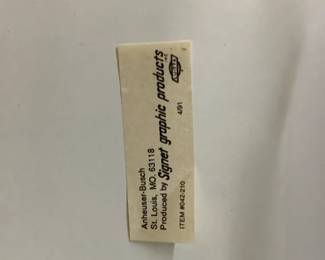 Anheuser-Busch
St. Louis, MO. 63118
Produced by Signet graphic products
ITEM #042-210
4/91